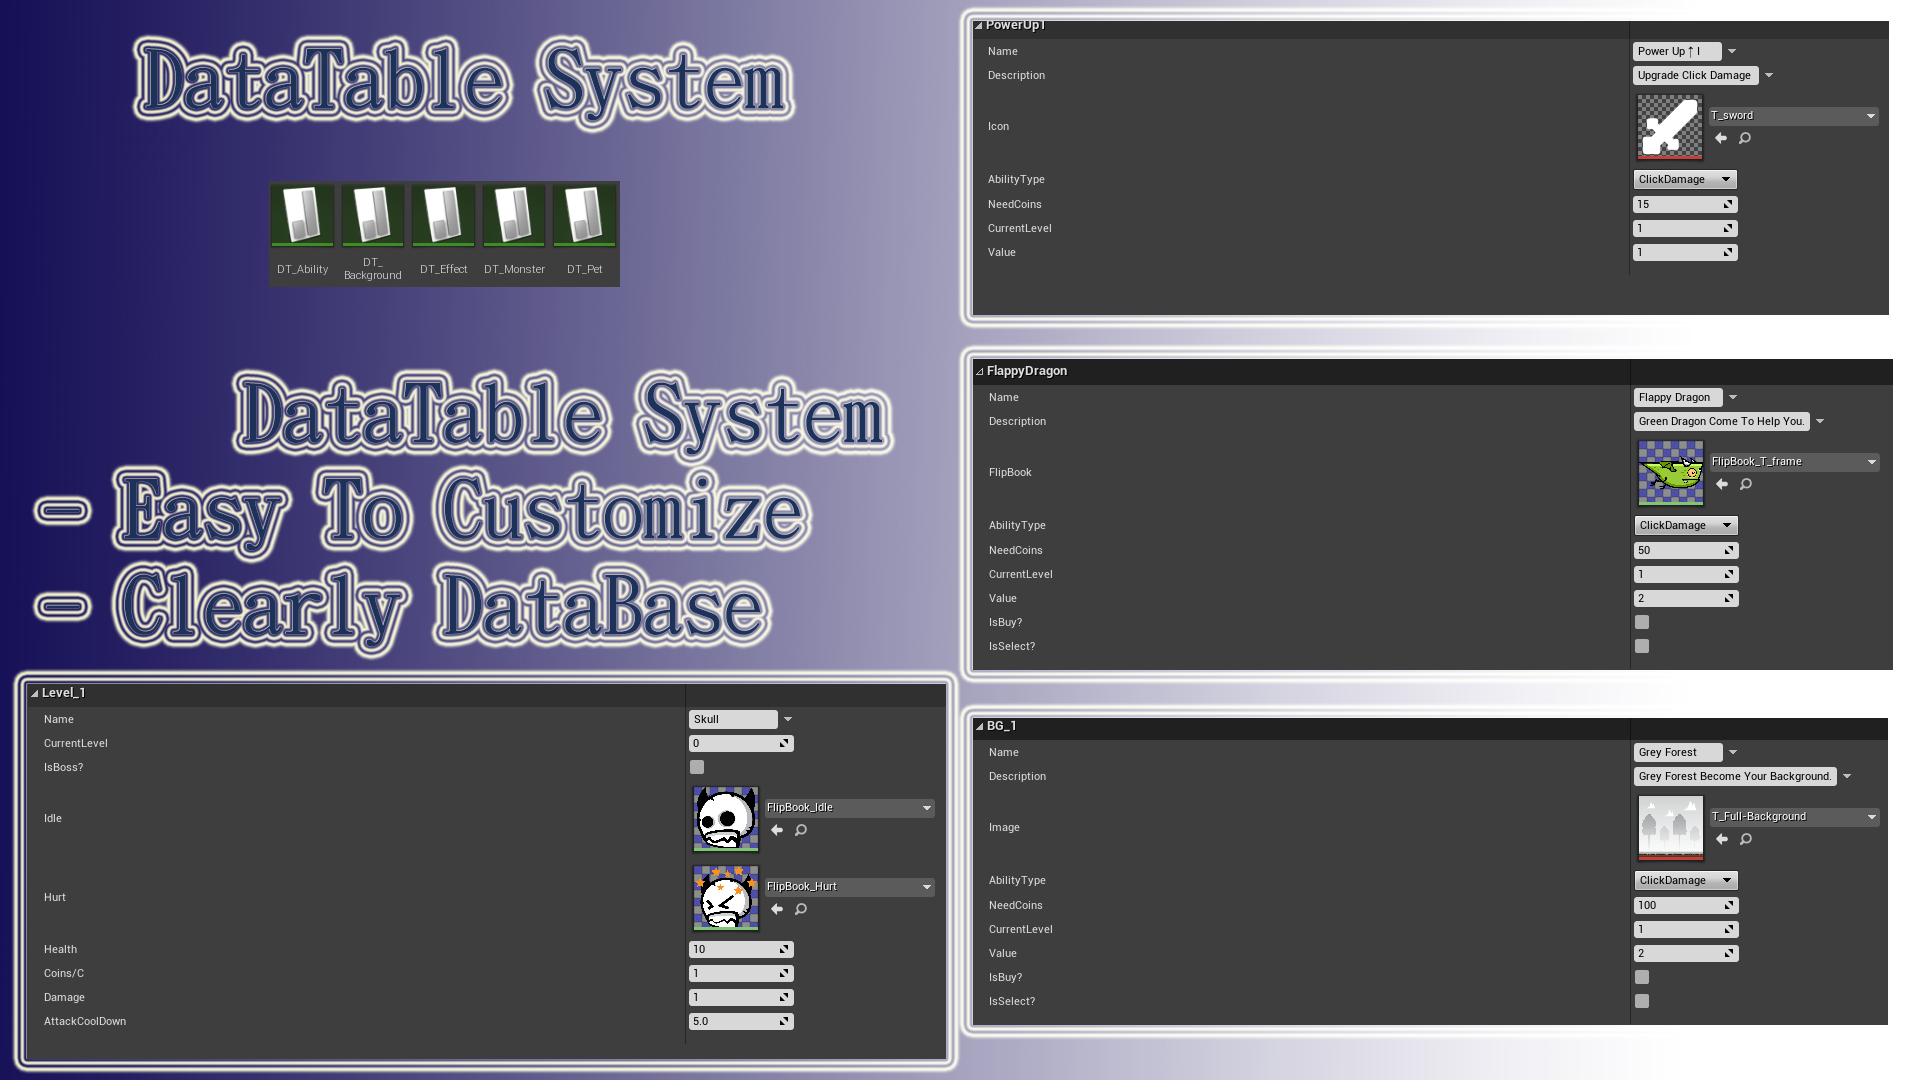 DataTable System
DT_Ability
DT_
Background
DT_Effect
DT_Monster
DT_Pet
DataTable System
- Easy To Customize
- Clearly DataBase
Level_1
Name Skull
CurrentLevel 0
IsBoss?
Idle FlipBook_Idle
Hurt FlipBook_Hurt
Health 10
Coins/C 1
Damage 1
AttackCoolDown 5.0
PowerUp1
Name Power Up↑ I
Description Upgrade Click Damage
Icon T_sword
AbilityType ClickDamage
NeedCoins 15
CurrentLevel 1
Value 1
FlappyDragon
Name Flappy Dragon
Description Green Dragon Come To Help You.
FlipBook FlipBook_T_frame
AbilityType ClickDamage
NeedCoins 50
CurrentLevel 1
Value 2
IsBuy?
IsSelect?
BG_1
Name Grey Forest
Description Grey Forest Become Your Background.
Image T_Full-Background
AbilityType ClickDamage
NeedCoins 100
CurrentLevel 1
Value 2
IsBuy?
IsSelect?